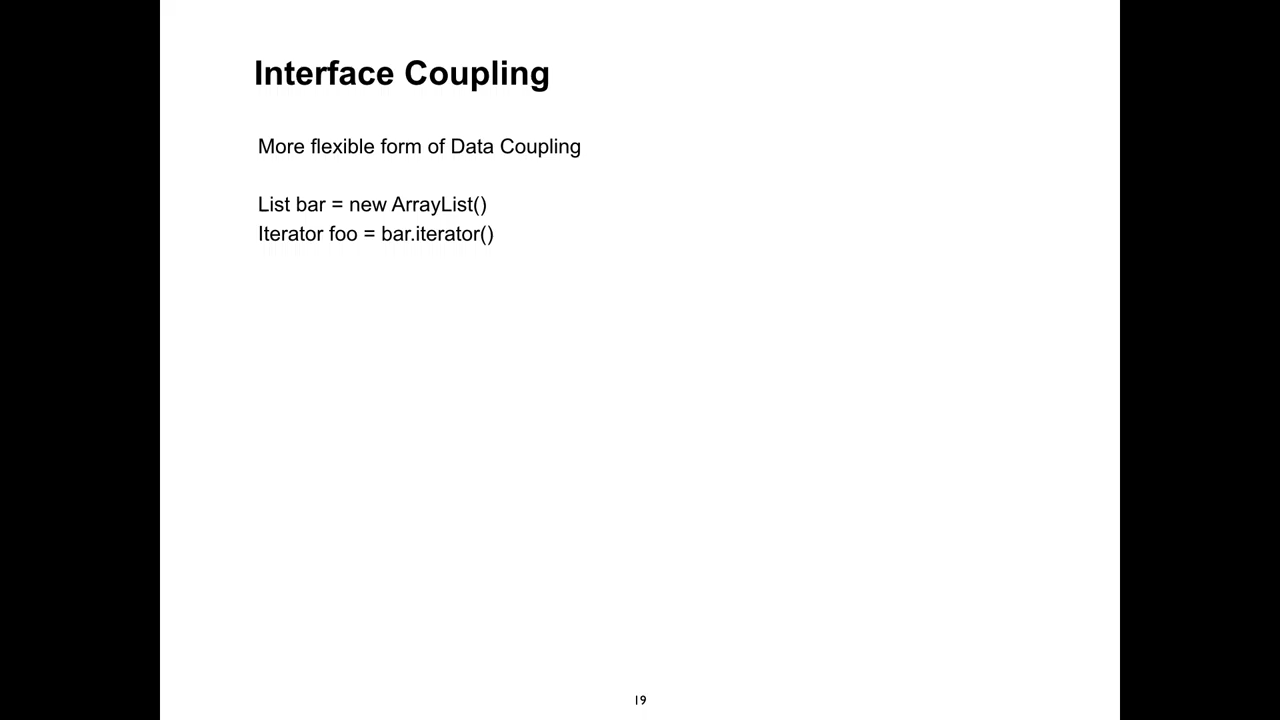 Interface Coupling
More flexible form of Data Coupling
List bar = new ArrayList()
Iterator foo = bar.iterator()
19